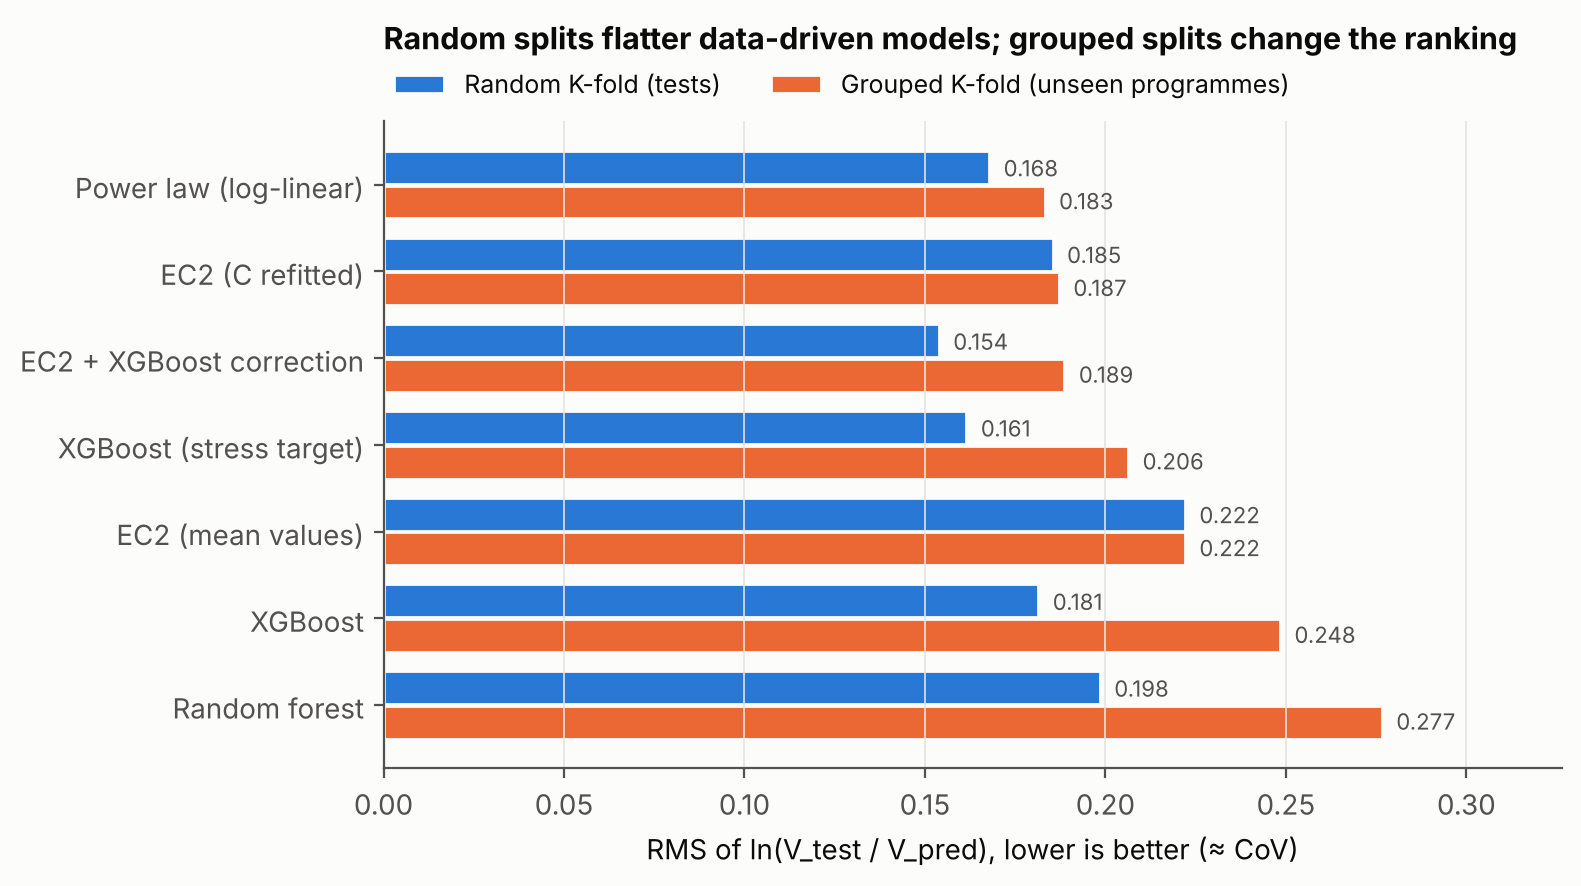 Random splits flatter data-driven models; grouped splits change the ranking
Random K-fold (tests)
Grouped K-fold (unseen programmes)
Power law (log-linear)
0.168
0.183
EC2 (C refitted)
0.185
0.187
EC2 + XGBoost correction
0.154
0.189
XGBoost (stress target)
0.161
0.206
EC2 (mean values)
0.222
0.222
XGBoost
0.181
0.248
Random forest
0.198
0.277
0.00 0.05 0.10 0.15 0.20 0.25 0.30
RMS of ln(V_test / V_pred), lower is better (≈ CoV)